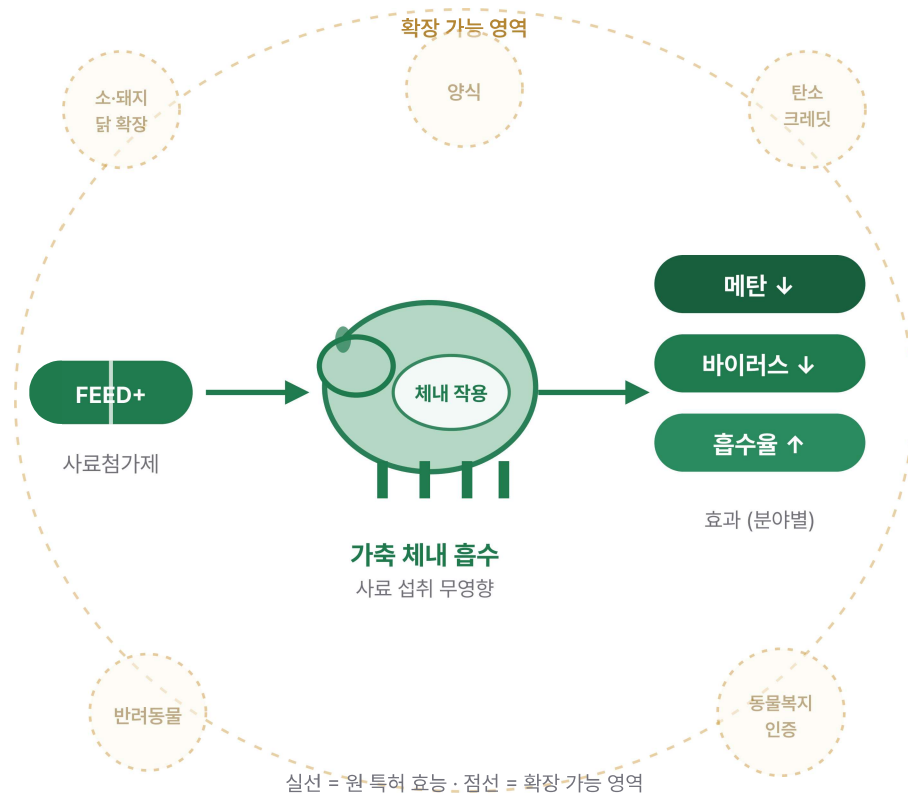 확장 가능 영역
소·돼지
닭 확장
양식
탄소
크레딧
메탄 ↓
바이러스 ↓
흡수율 ↑
효과 (분야별)
FEED+
사료첨가제
체내 작용
가축 체내 흡수
사료 섭취 무영향
반려동물
동물복지
인증
실선 = 원 특허 효능 · 점선 = 확장 가능 영역